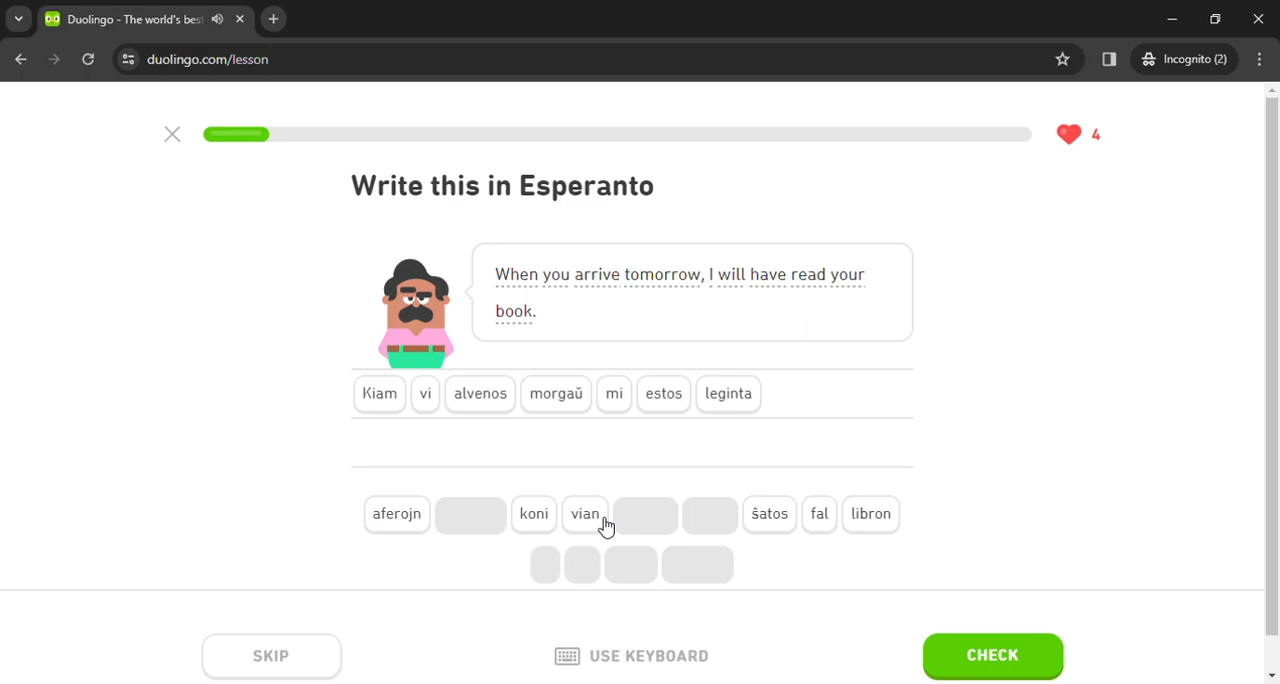 Duolingo - The world's bes
duolingo.com/lesson
Incognito (2)
4
Write this in Esperanto
When you arrive tomorrow, I will have read your
book.
Kiam vi alvenos morgaŭ mi estos leginta
aferojn koni vian ŝatos fal libron
SKIP
USE KEYBOARD
CHECK